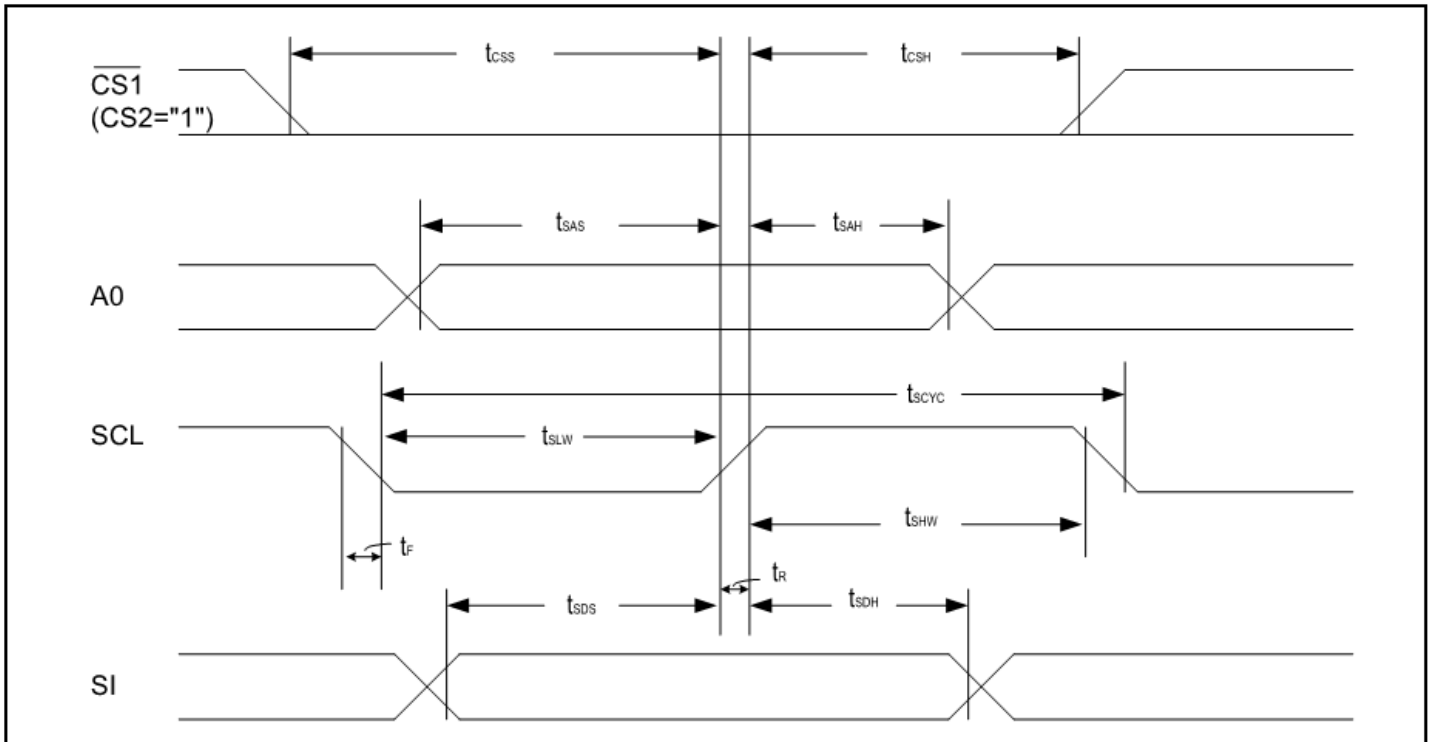 tCSS
tCSH
CS1
(CS2="1")
tSAS
tSAH
A0
tSCYC
SCL
tSLW
tSHW
tF
tR
tSDS
tSDH
SI